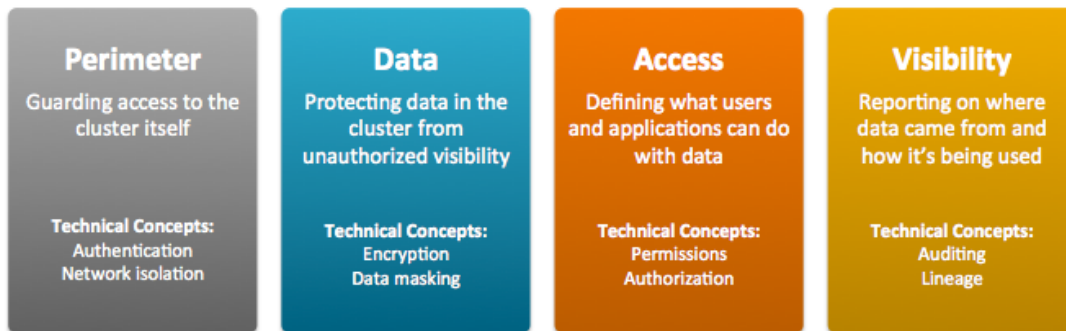 Perimeter
Guarding access to the
cluster itself
Technical Concepts:
Authentication
Network isolation
Data
Protecting data in the
cluster from
unauthorized visibility
Technical Concepts:
Encryption
Data masking
Access
Defining what users
and applications can do
with data
Technical Concepts:
Permissions
Authorization
Visibility
Reporting on where
data came from and
how it’s being used
Technical Concepts:
Auditing
Lineage